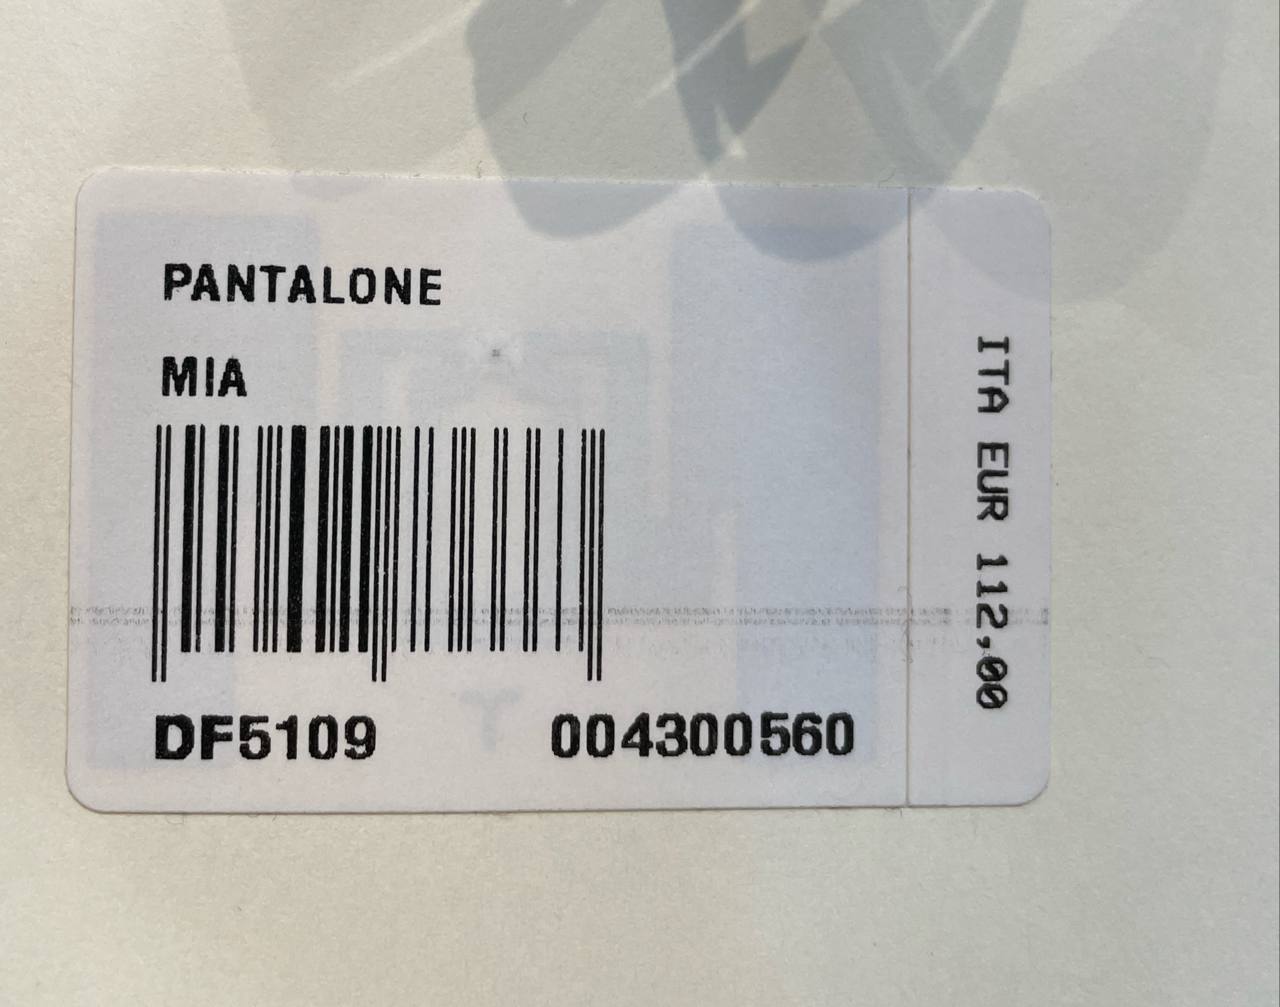 PANTALONE
MIA
DF5109 004300560
ITA EUR 112,00